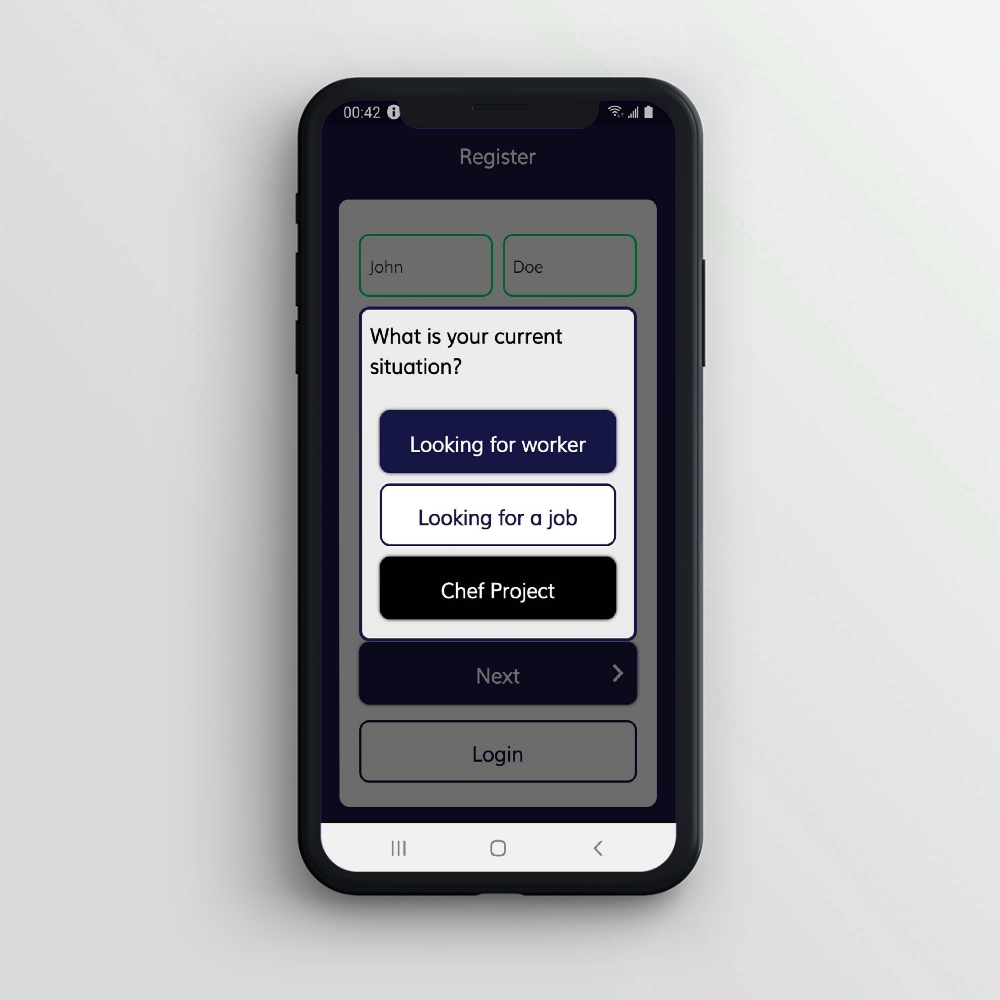 00:42
Register
John Doe
What is your current
situation?
Looking for worker
Looking for a job
Chef Project
Next
Login